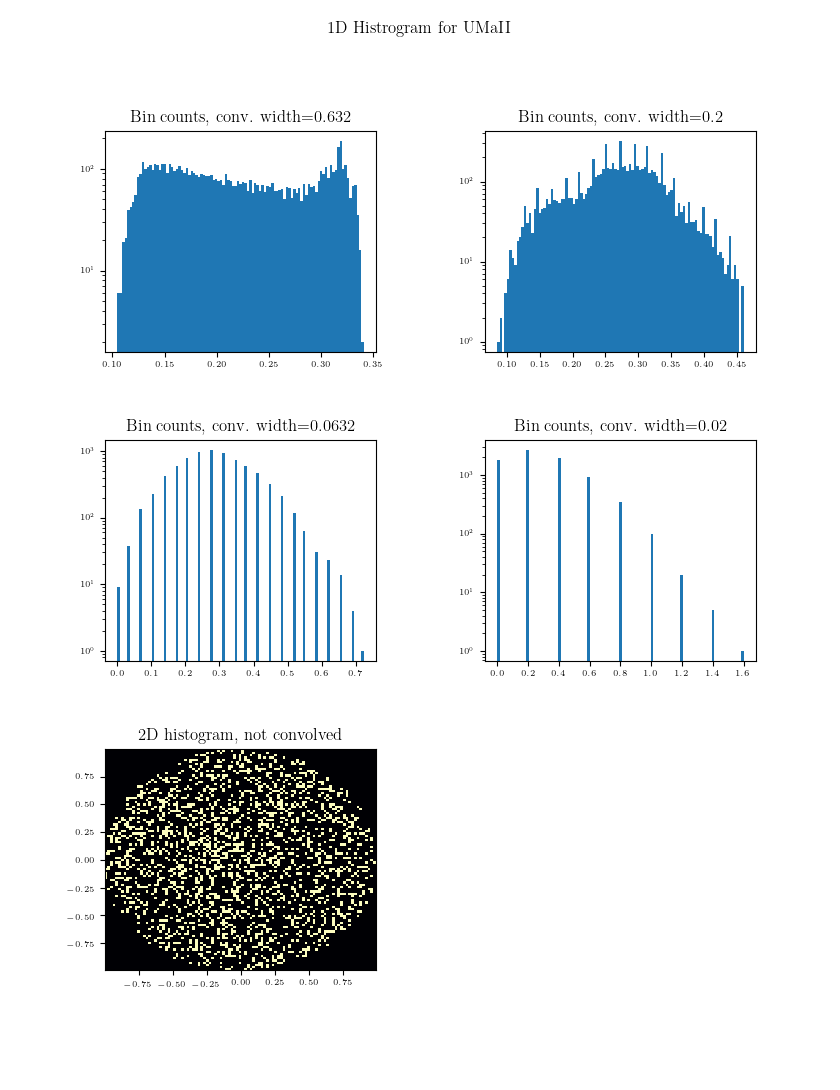 1D Histrogram for UMaII
Bin counts, conv. width=0.632
10²
10¹
0.10 0.15 0.20 0.25 0.30 0.35
Bin counts, conv. width=0.2
10²
10¹
10⁰
0.10 0.15 0.20 0.25 0.30 0.35 0.40 0.45
Bin counts, conv. width=0.0632
10³
10²
10¹
10⁰
0.0 0.1 0.2 0.3 0.4 0.5 0.6 0.7
Bin counts, conv. width=0.02
10³
10²
10¹
10⁰
0.0 0.2 0.4 0.6 0.8 1.0 1.2 1.4 1.6
2D histogram, not convolved
0.75
0.50
0.25
0.00
−0.25
−0.50
−0.75
−0.75 −0.50 −0.25 0.00 0.25 0.50 0.75